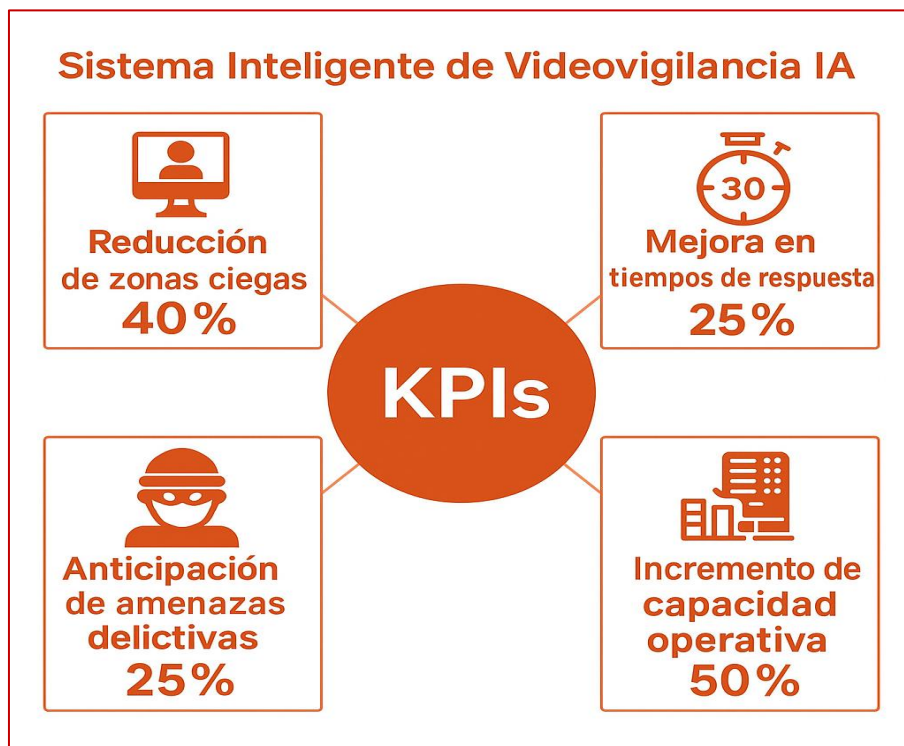 Sistema Inteligente de Videovigilancia IA
Reducción
de zonas ciegas
40%
30
Mejora en
tiempos de respuesta
25%
KPIs
Anticipación
de amenazas
delictivas
25%
Incremento de
capacidad
operativa
50%